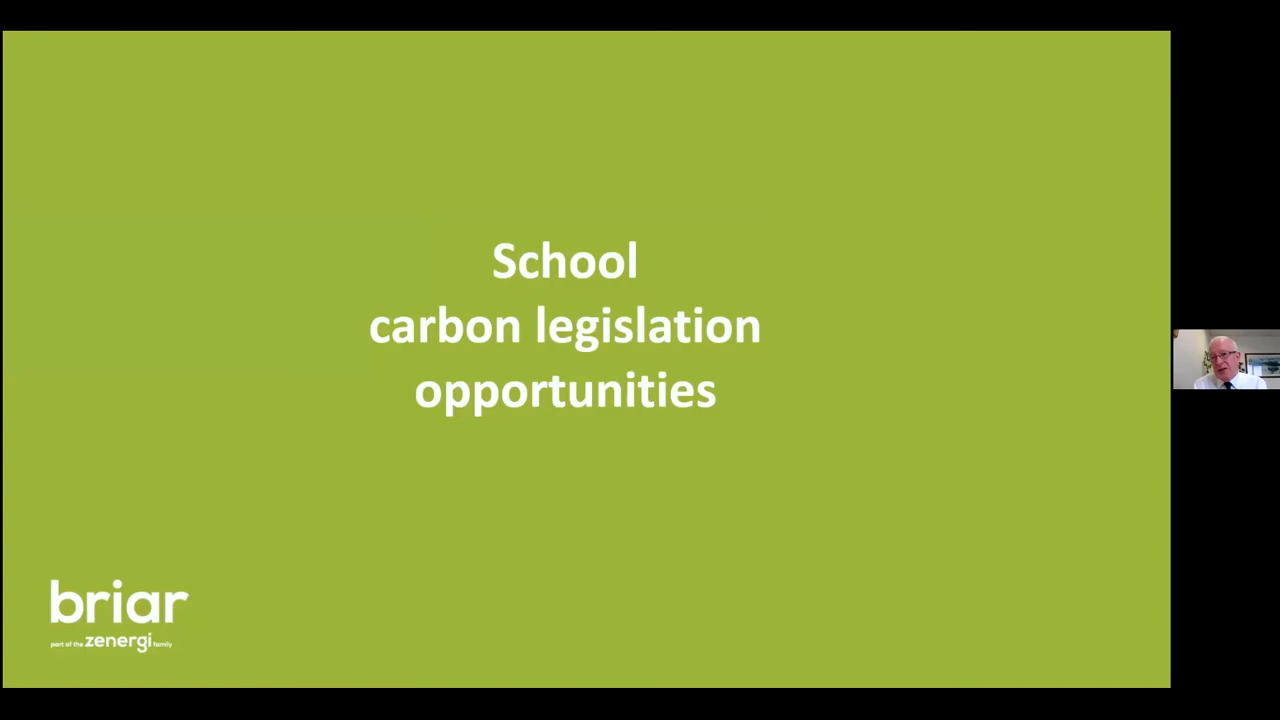 School
carbon legislation
opportunities
briar
part of the zenergi family